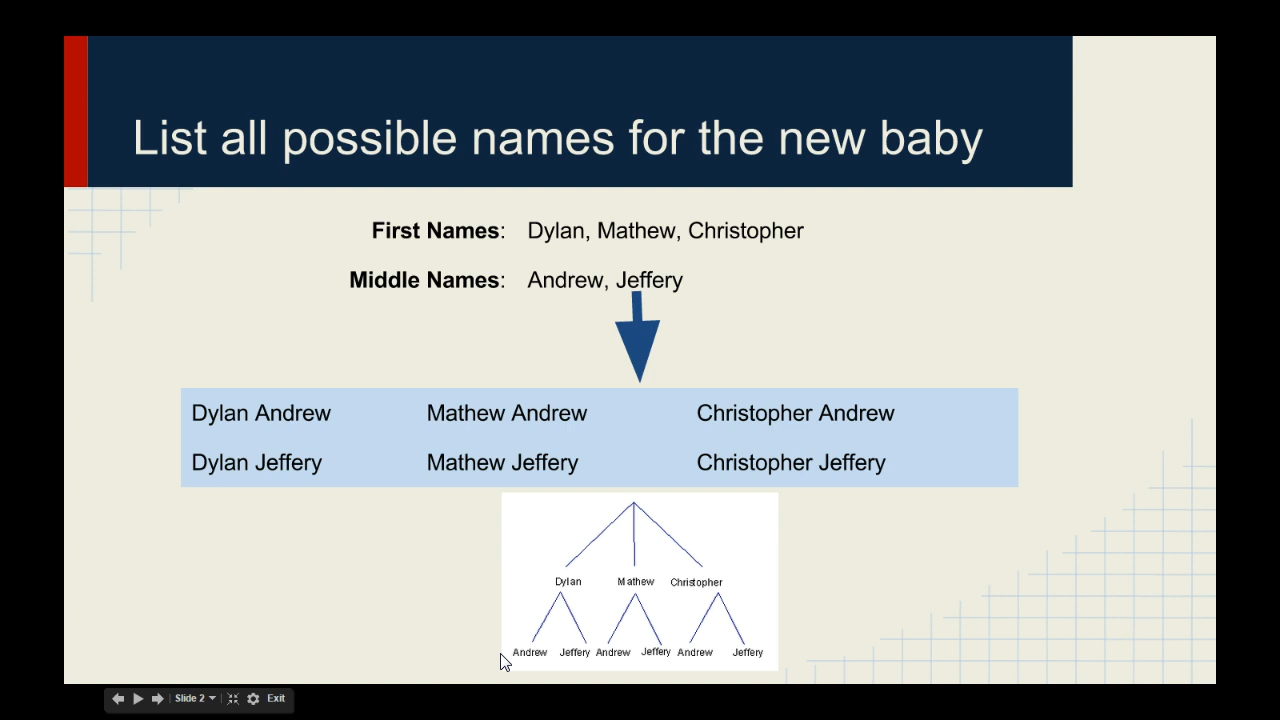 List all possible names for the new baby
First Names: Dylan, Mathew, Christopher
Middle Names: Andrew, Jeffery
Dylan Andrew Mathew Andrew Christopher Andrew
Dylan Jeffery Mathew Jeffery Christopher Jeffery
Dylan Mathew Christopher
Andrew Jeffery Andrew Jeffery Andrew Jeffery
Slide 2 Exit